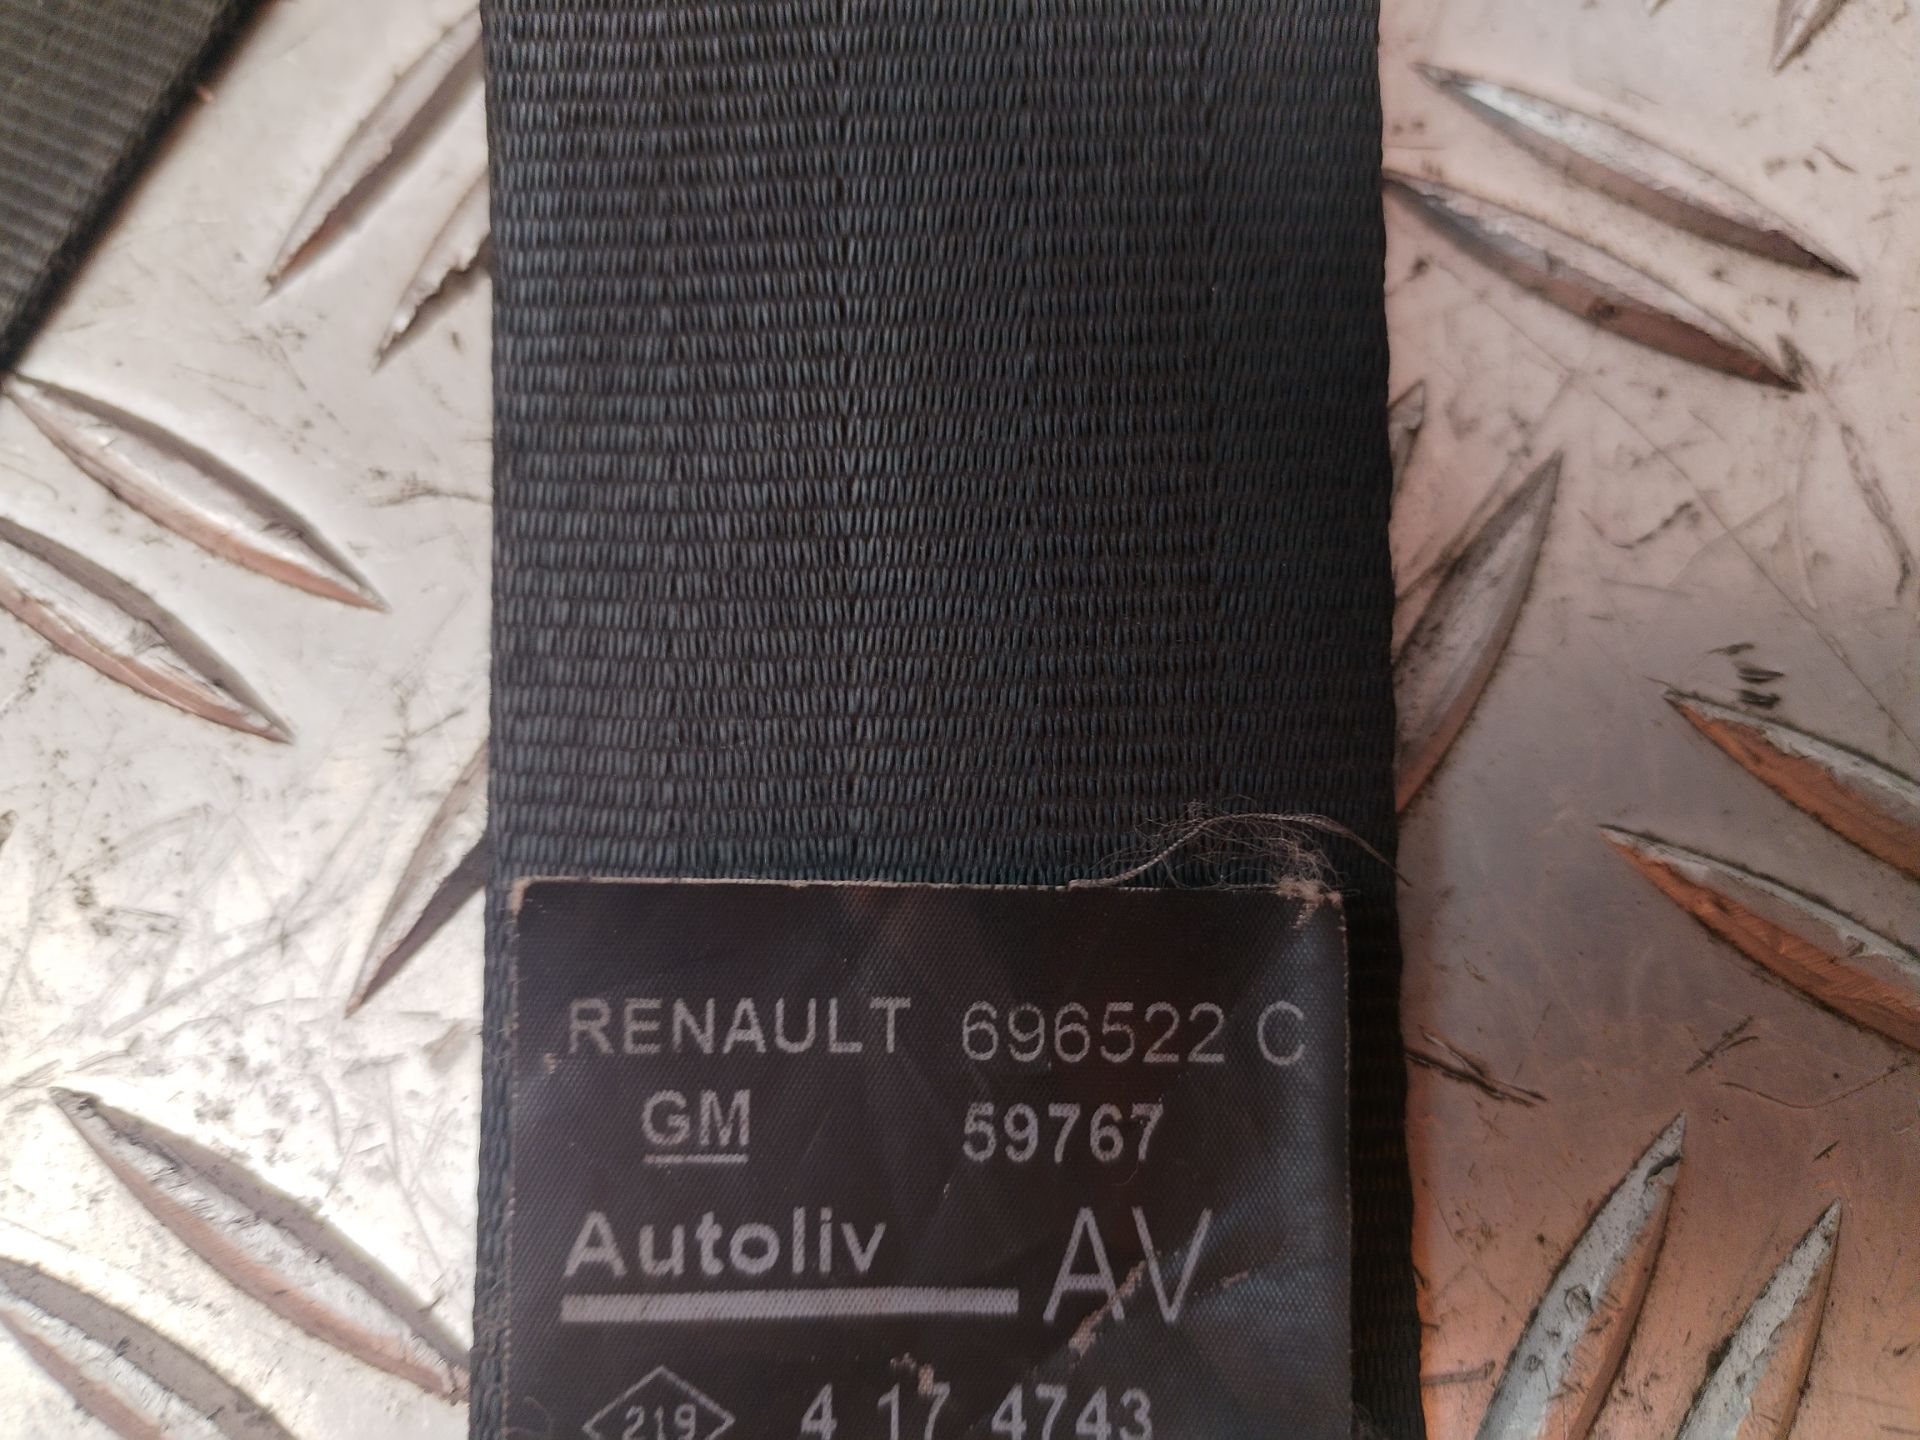 RENAULT 696522 C
GM 59767
Autoliv AV
219 4 17 4743